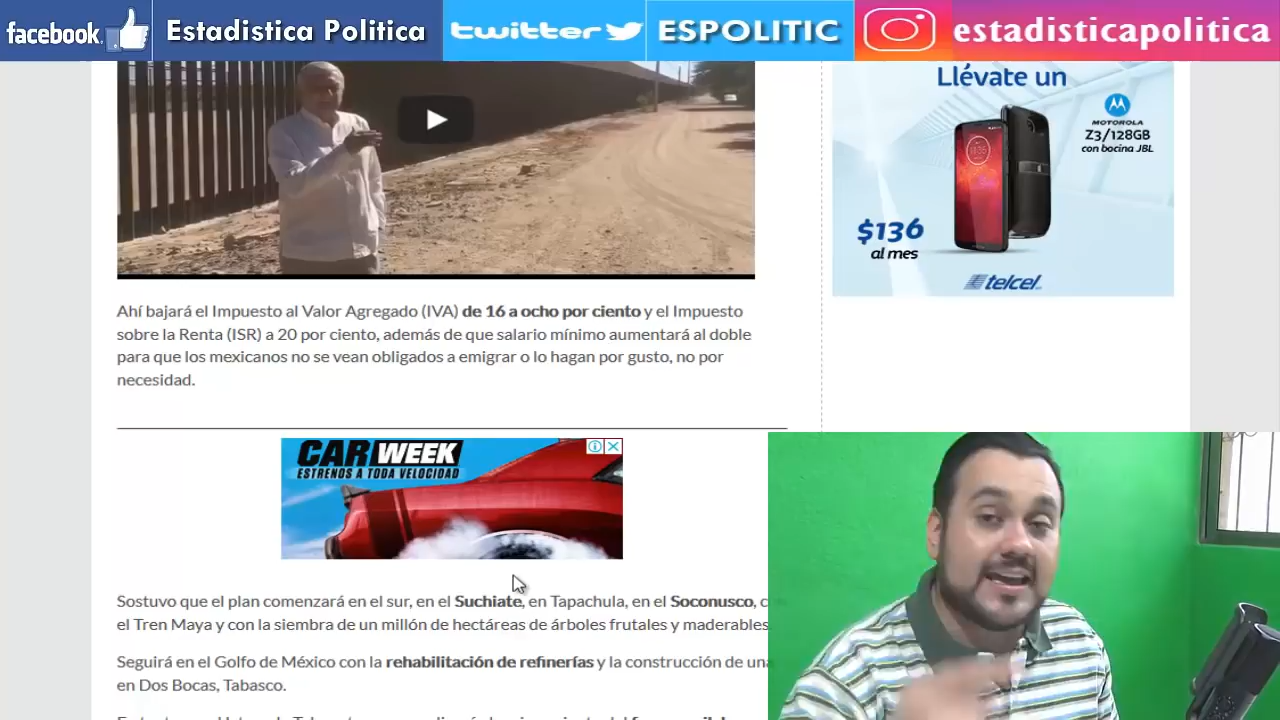 facebook. Estadistica Politica twitter ESPOLITIC estadisticapolitica
Llévate un
MOTOROLA
Z3/128GB
con bocina JBL
$136
al mes
telcel
Ahí bajará el Impuesto al Valor Agregado (IVA) de 16 a ocho por ciento y el Impuesto
sobre la Renta (ISR) a 20 por ciento, además de que salario mínimo aumentará al doble
para que los mexicanos no se vean obligados a emigrar o lo hagan por gusto, no por
necesidad.
CAR WEEK
ESTRENOS A TODA VELOCIDAD
Sostuvo que el plan comenzará en el sur, en el Suchiate, en Tapachula, en el Soconusco,
el Tren Maya y con la siembra de un millón de hectáreas de árboles frutales y maderables.
Seguirá en el Golfo de México con la rehabilitación de refinerías y la construcción de una
en Dos Bocas, Tabasco.